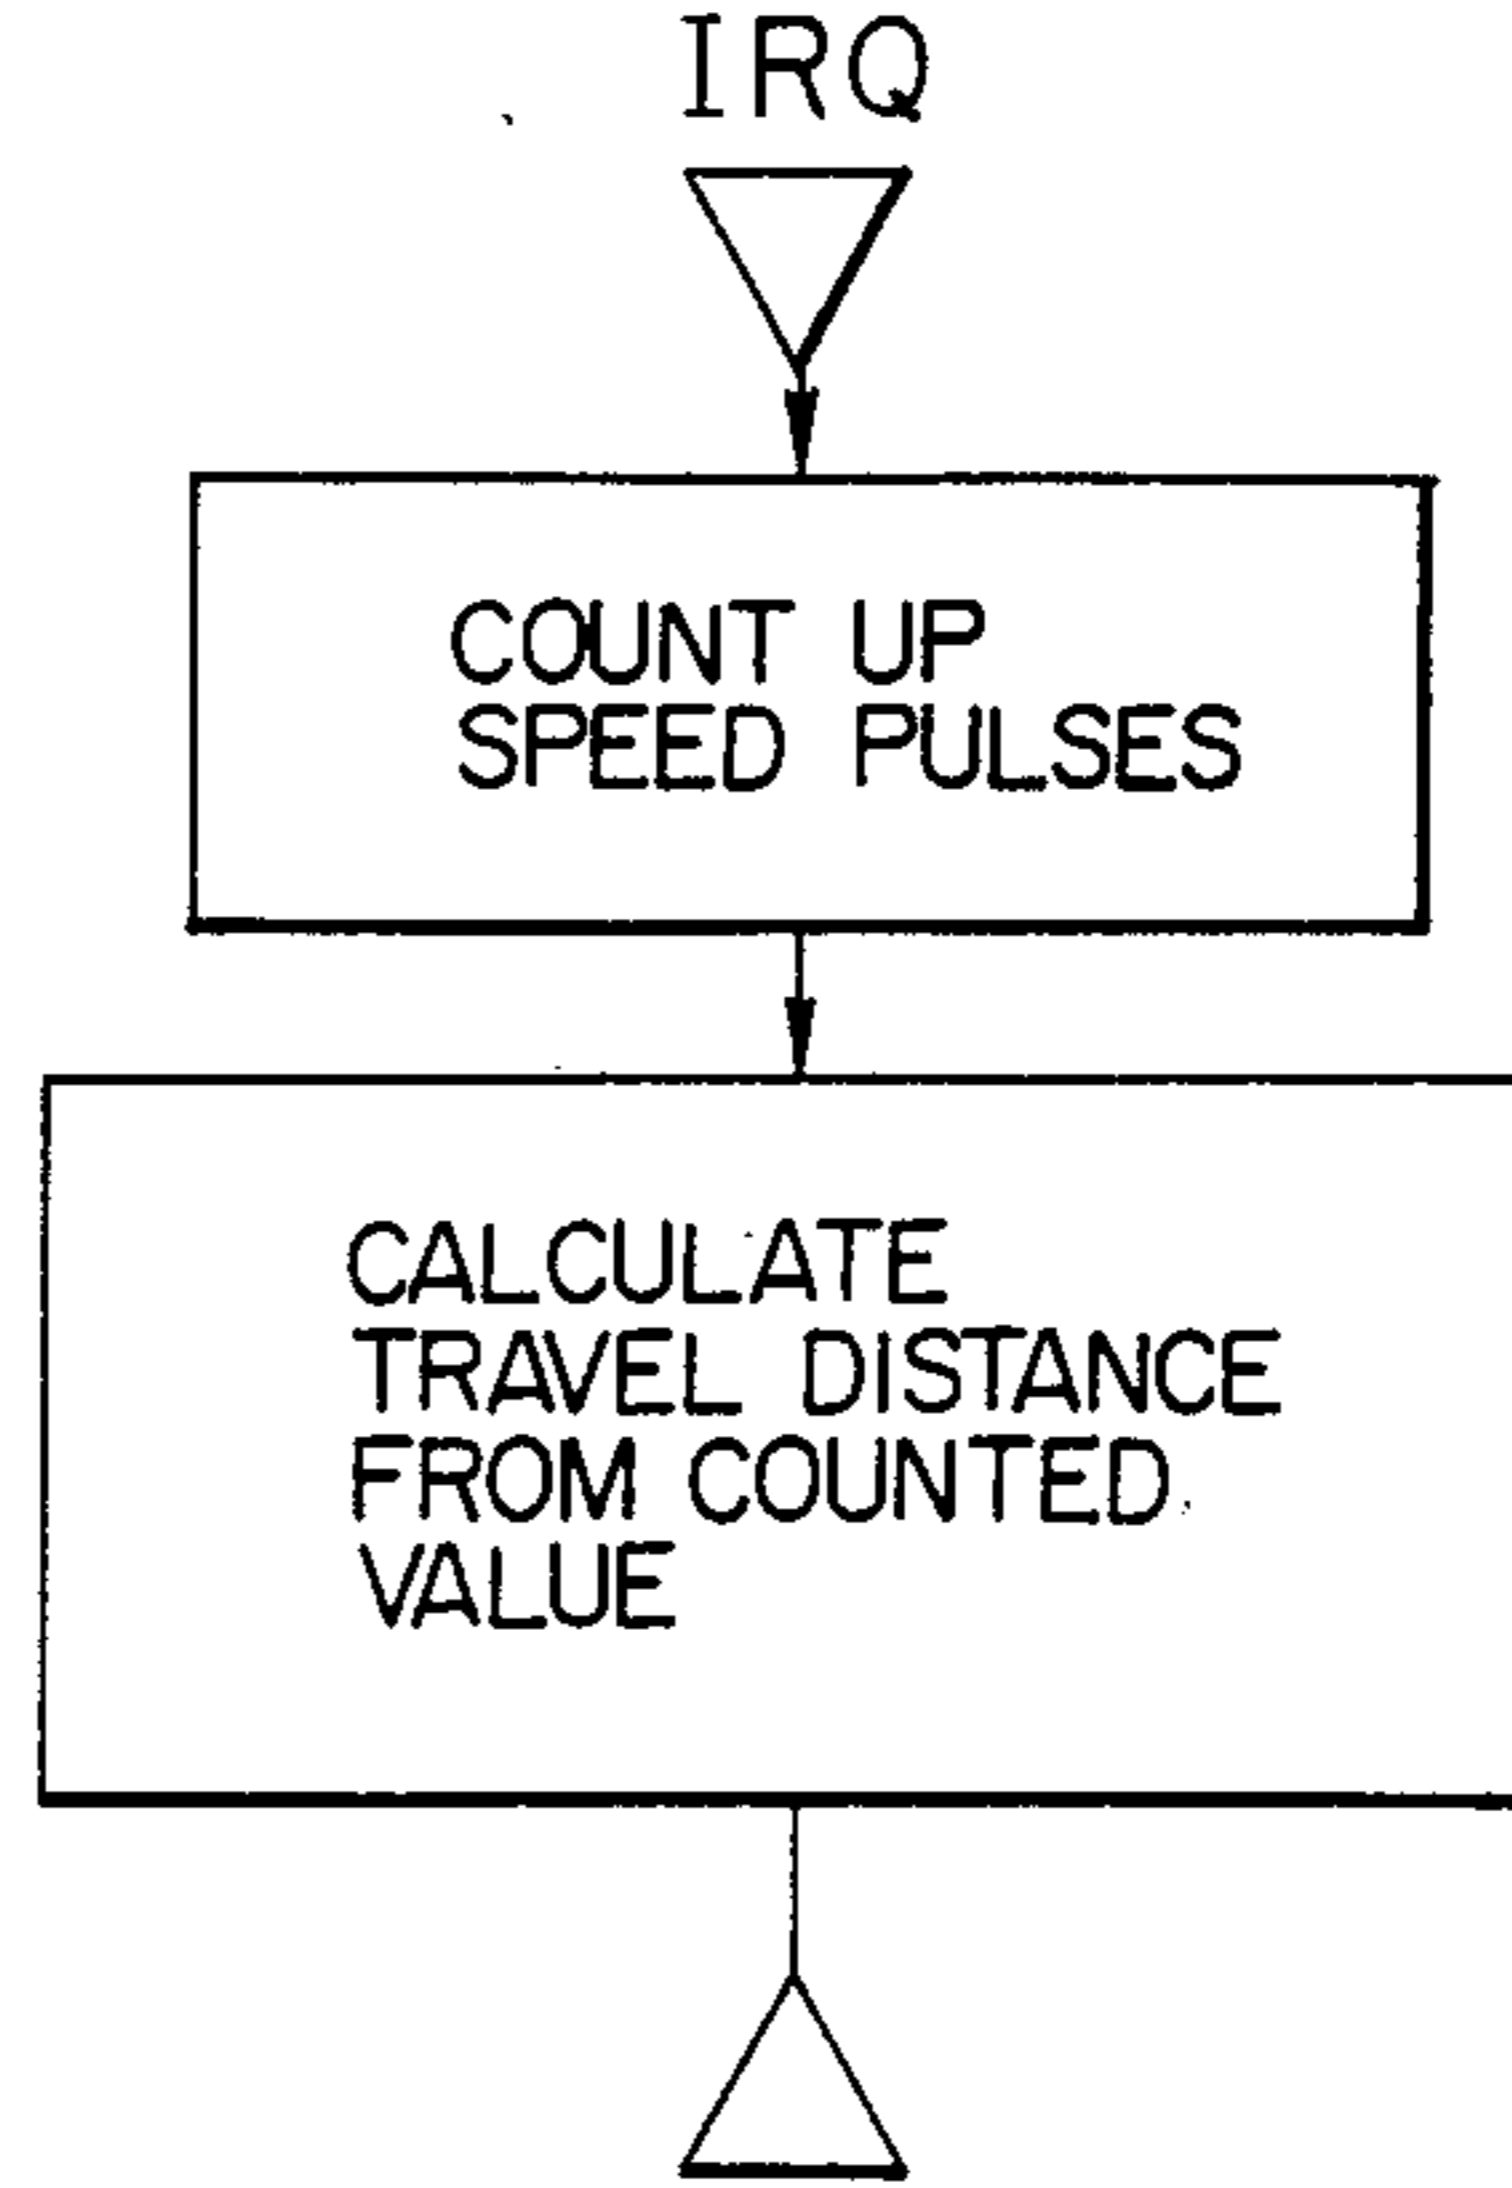 IRQ
COUNT UP
SPEED PULSES
CALCULATE
TRAVEL DISTANCE
FROM COUNTED
VALUE